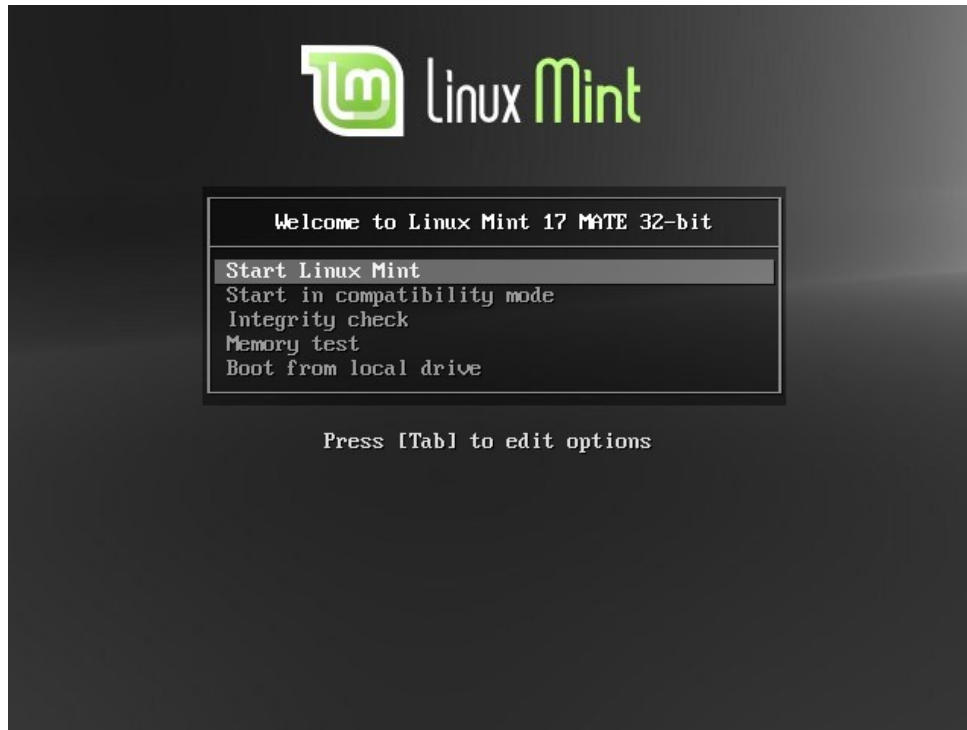 Linux Mint
Welcome to Linux Mint 17 MATE 32-bit
Start Linux Mint
Start in compatibility mode
Integrity check
Memory test
Boot from local drive
Press [Tab] to edit options